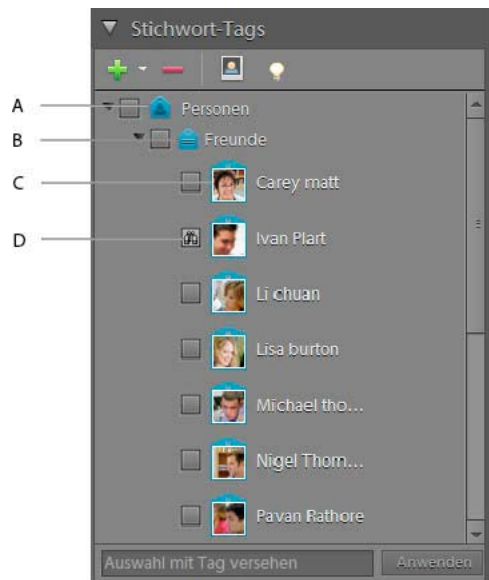 Stichwort-Tags
A
Personen
B
Freunde
C
Carey matt
D
Ivan Plart
Li chuan
Lisa burton
Michael tho...
Nigel Thorn...
Pavan Rathore
Auswahl mit Tag versehen
Anwenden